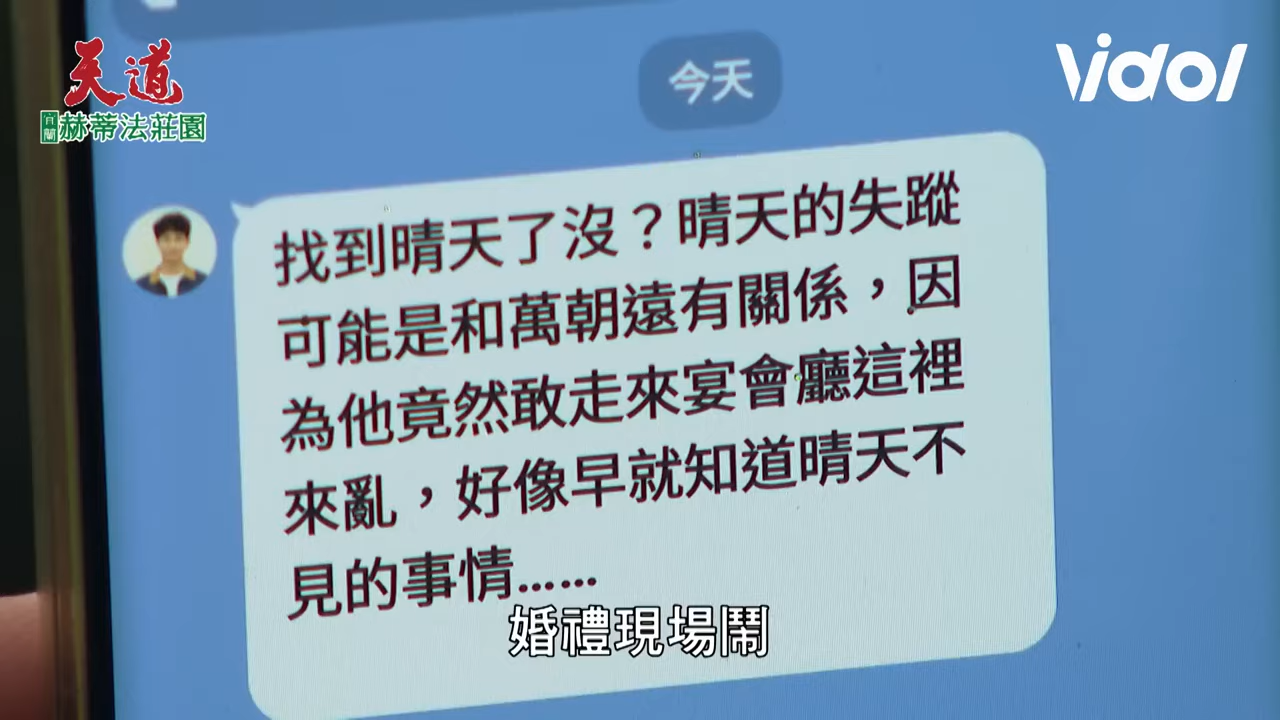 天道
宜蘭
赫蒂法莊園
Vidol
今天
找到晴天了沒？晴天的失蹤
可能是和萬朝遠有關係，因
為他竟然敢走來宴會廳這裡
來亂，好像早就知道晴天不
見的事情……
婚禮現場鬧